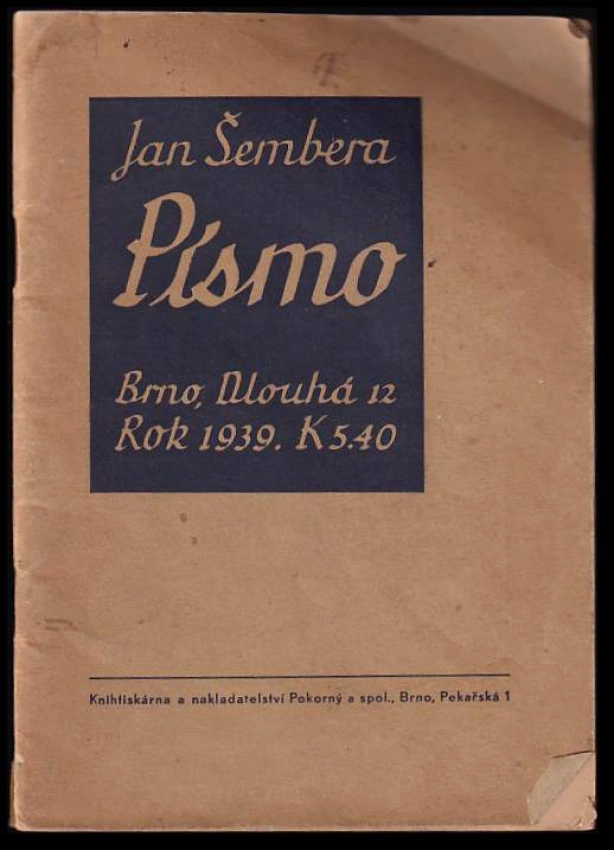 Jan Šembera
Písmo
Brno, Dlouhá 12
Rok 1939. K 5.40
Knihtiskárna a nakladatelství Pokorný a spol., Brno, Pekařská 1